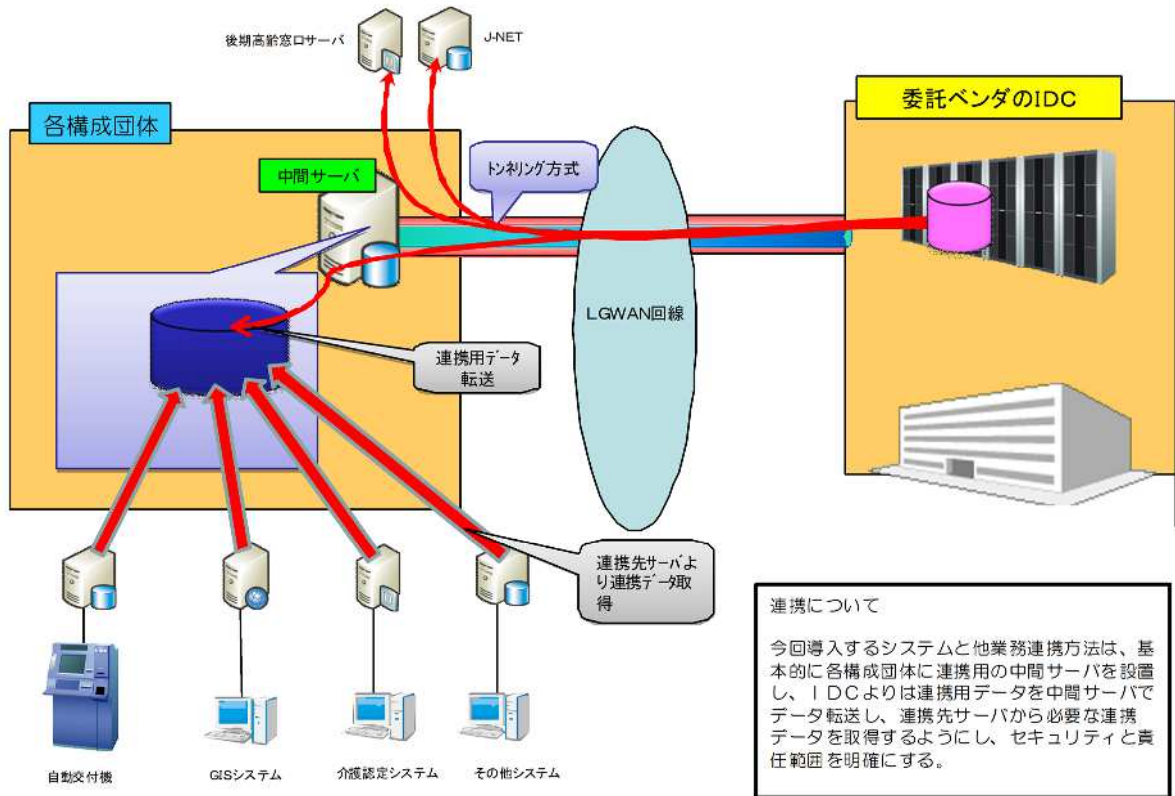 後期高齢窓口サーバ
J-NET
各構成団体
委託ベンダのIDC
中間サーバ
トンネリング方式
LGWAN回線
連携用データ
転送
連携先サーバよ
り連携データ取
得
自動交付機
GISシステム
介護認定システム
その他システム
連携について
今回導入するシステムと他業務連携方法は、基
本的に各構成団体に連携用の中間サーバを設置
し、IDCよりは連携用データを中間サーバで
データ転送し、連携先サーバから必要な連携
データを取得するようにし、セキュリティと責
任範囲を明確にする。